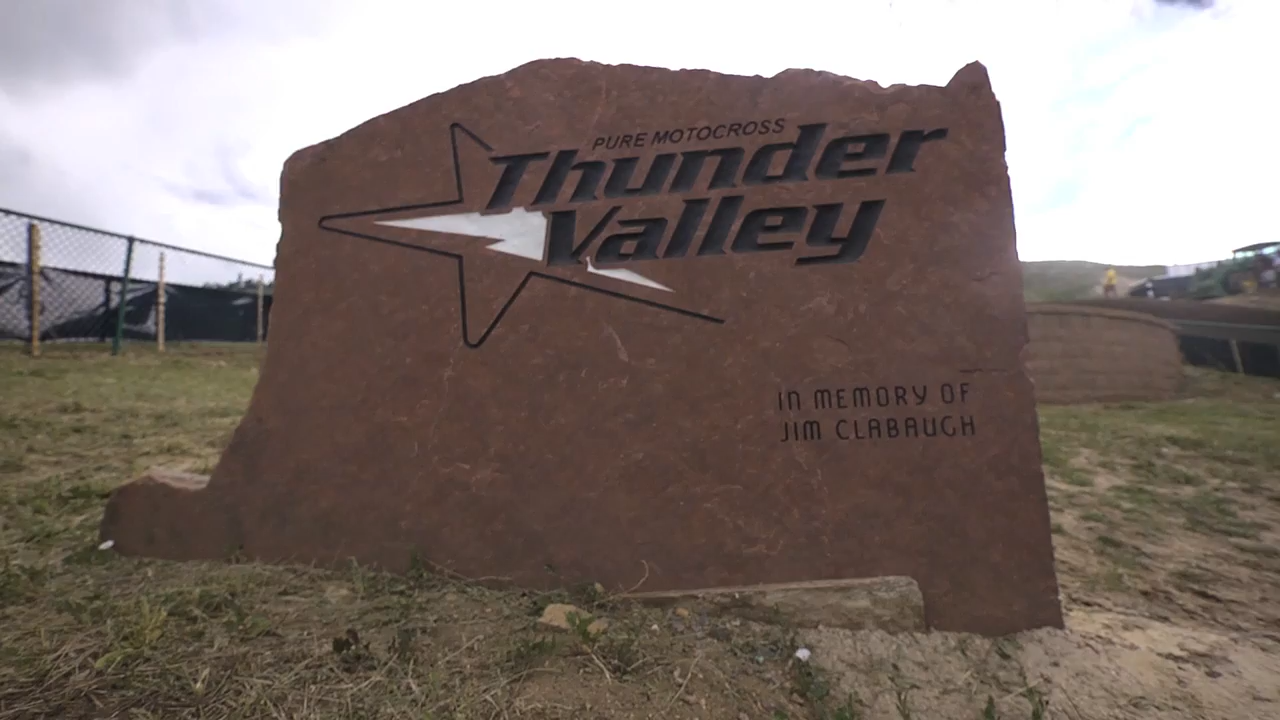 PURE MOTOCROSS
Thunder
Valley
IN MEMORY OF
JIM CLABAUGH